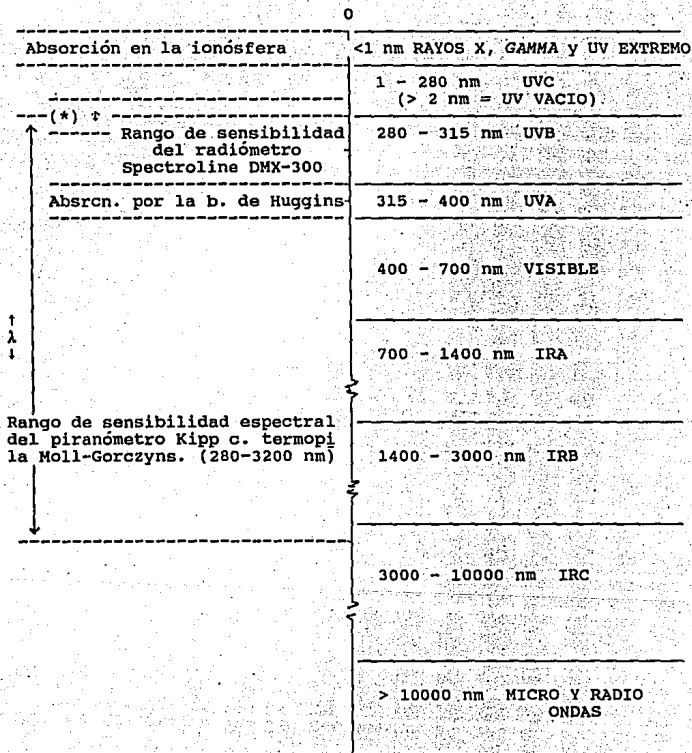 0
Absorción en la ionósfera
<1 nm RAYOS X, GAMMA y UV EXTREMO
1 - 280 nm UVC
(> 2 nm = UV VACIO)
(*)
Rango de sensibilidad
del radiómetro
Spectroline DMX-300
280 - 315 nm UVB
Absrcn. por la b. de Huggins
315 - 400 nm UVA
400 - 700 nm VISIBLE
↑
λ
↓
700 - 1400 nm IRA
Rango de sensibilidad espectral
del piranómetro Kipp c. termopi
la Moll-Gorczyns. (280-3200 nm)
1400 - 3000 nm IRB
3000 - 10000 nm IRC
> 10000 nm MICRO Y RADIO
ONDAS